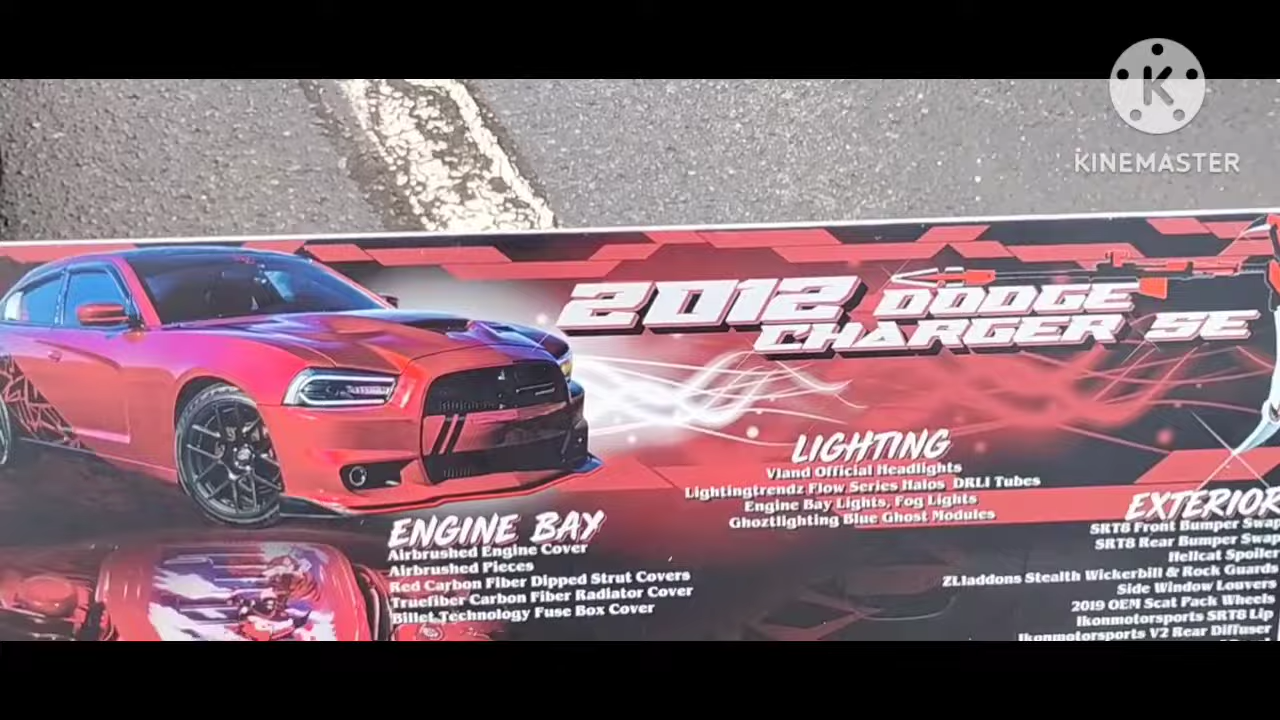 KINEMASTER
2012 DODGE
CHARGER SE
LIGHTING
Vland Official Headlights
Lightingtrendz Flow Series Halos, DRL1 Tubes
Engine Bay Lights, Fog Lights
Ghoztlighting Blue Ghost Modules
ENGINE BAY
Airbrushed Engine Cover
Airbrushed Pieces
Red Carbon Fiber Dipped Strut Covers
Truefiber Carbon Fiber Radiator Cover
Billet Technology Fuse Box Cover
EXTERIOR
SRT8 Front Bumper Swap
SRT8 Rear Bumper Swap
Hellcat Spoiler
ZL1addons Stealth Wickerbill & Rock Guards
Side Window Louvers
2019 OEM Scat Pack Wheels
Ikonmotorsports SRT8 Lip
Ikonmotorsports V2 Rear Diffuser